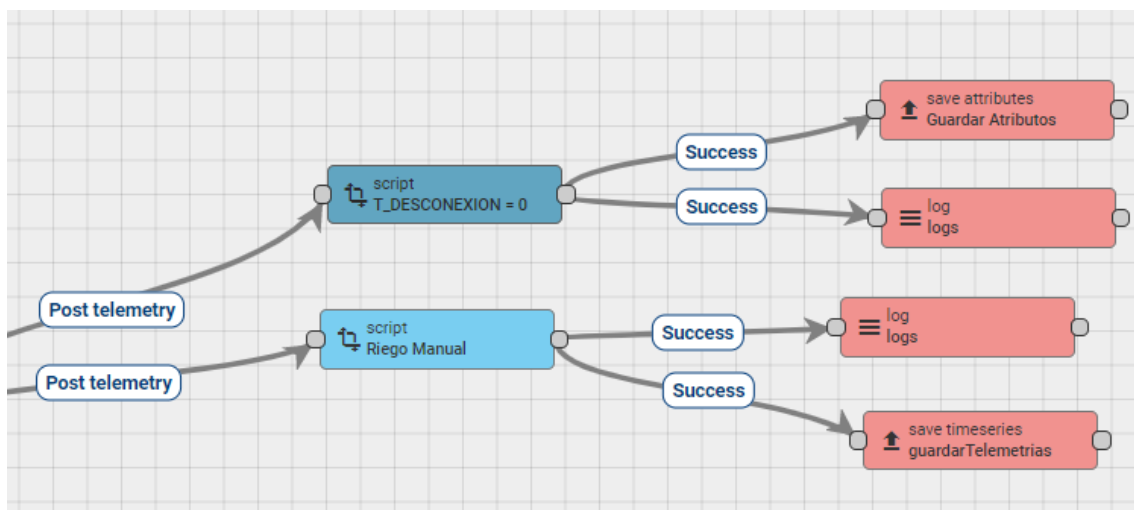 save attributes
Guardar Atributos
Success
script
T_DESCONEXION = 0
Success
log
logs
Post telemetry
script
Riego Manual
Success
log
logs
Post telemetry
Success
save timeseries
guardarTelemetrias